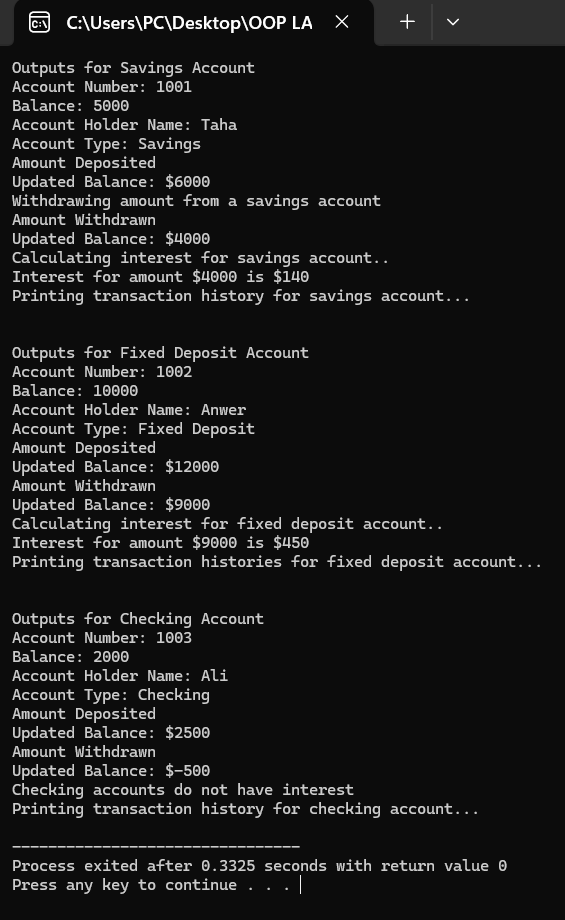 C:\Users\PC\Desktop\OOP LA
Outputs for Savings Account
Account Number: 1001
Balance: 5000
Account Holder Name: Taha
Account Type: Savings
Amount Deposited
Updated Balance: $6000
Withdrawing amount from a savings account
Amount Withdrawn
Updated Balance: $4000
Calculating interest for savings account..
Interest for amount $4000 is $140
Printing transaction history for savings account...
Outputs for Fixed Deposit Account
Account Number: 1002
Balance: 10000
Account Holder Name: Anwer
Account Type: Fixed Deposit
Amount Deposited
Updated Balance: $12000
Amount Withdrawn
Updated Balance: $9000
Calculating interest for fixed deposit account..
Interest for amount $9000 is $450
Printing transaction histories for fixed deposit account...
Outputs for Checking Account
Account Number: 1003
Balance: 2000
Account Holder Name: Ali
Account Type: Checking
Amount Deposited
Updated Balance: $2500
Amount Withdrawn
Updated Balance: $-500
Checking accounts do not have interest
Printing transaction history for checking account...
--------------------------------
Process exited after 0.3325 seconds with return value 0
Press any key to continue . . .